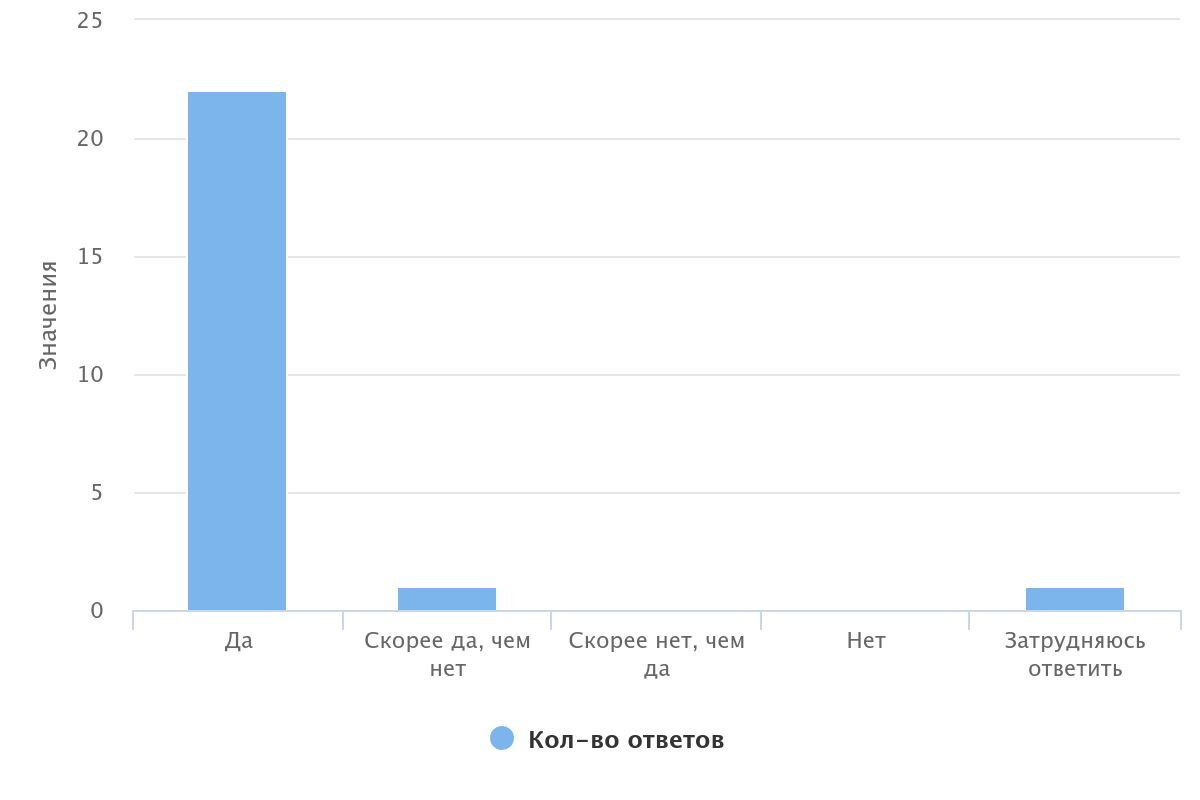 25
20
15
10
5
0
Значения
Да
Скорее да, чем
нет
Скорее нет, чем
да
Нет
Затрудняюсь
ответить
Кол-во ответов